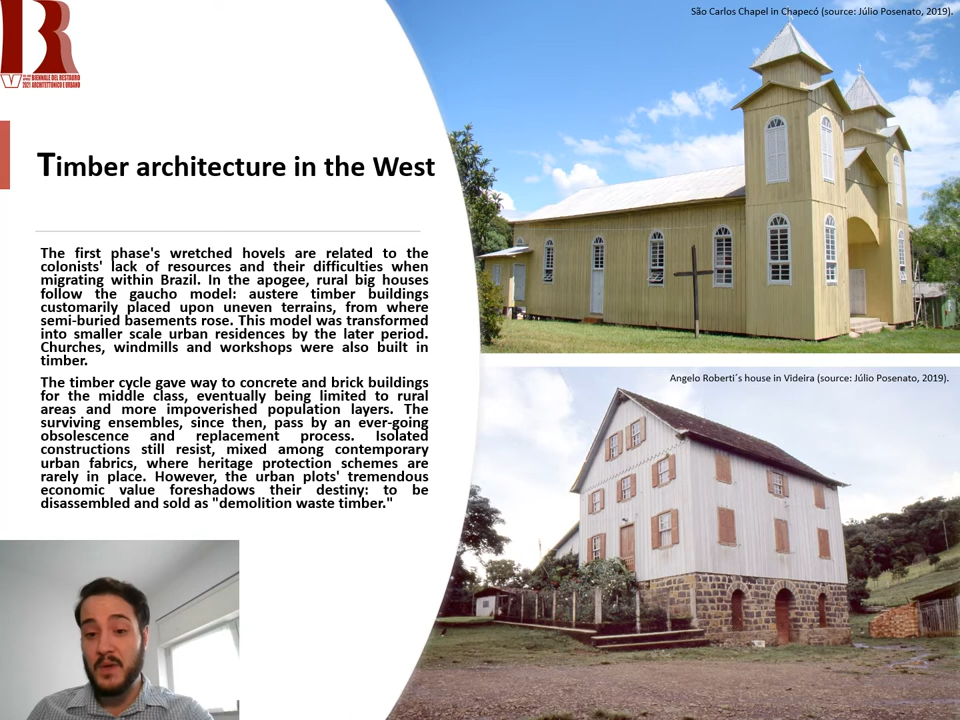 São Carlos Chapel in Chapecó (source: Júlio Posenato, 2019).
BR
V
2021
BIENNALE DEL RESTAURO
ARCHITETTONICO E URBANO
Timber architecture in the West
The first phase's wretched hovels are related to the
colonists' lack of resources and their difficulties when
migrating within Brazil. In the apogee, rural big houses
follow the gaucho model: austere timber buildings
customarily placed upon uneven terrains, from where
semi-buried basements rose. This model was transformed
into smaller scale urban residences by the later period.
Churches, windmills and workshops were also built in
timber.
The timber cycle gave way to concrete and brick buildings
for the middle class, eventually being limited to rural
areas and more impoverished population layers. The
surviving ensembles, since then, pass by an ever-going
obsolescence and replacement process. Isolated
constructions still resist, mixed among contemporary
urban fabrics, where heritage protection schemes are
rarely in place. However, the urban plots' tremendous
economic value foreshadows their destiny: to be
disassembled and sold as "demolition waste timber."
Angelo Roberti´s house in Videira (source: Júlio Posenato, 2019).